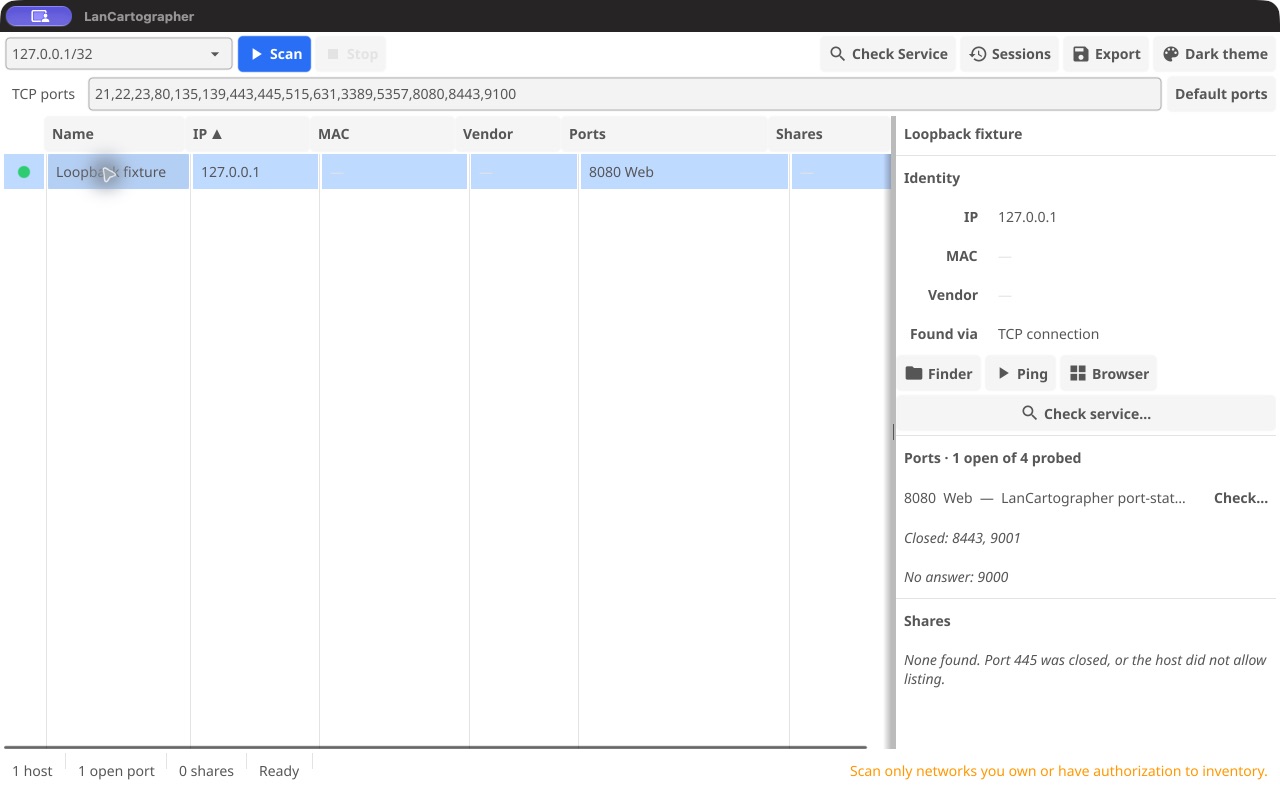 LanCartographer
127.0.0.1/32 Scan Stop Check Service Sessions Export Dark theme
TCP ports 21,22,23,80,135,139,443,445,515,631,3389,5357,8080,8443,9100 Default ports
Name IP ▲ MAC Vendor Ports Shares
Loopback fixture 127.0.0.1 — — 8080 Web —
Loopback fixture
Identity
IP 127.0.0.1
MAC —
Vendor —
Found via TCP connection
Finder Ping Browser
Check service...
Ports · 1 open of 4 probed
8080 Web — LanCartographer port-stat... Check...
Closed: 8443, 9001
No answer: 9000
Shares
None found. Port 445 was closed, or the host did not allow
listing.
1 host 1 open port 0 shares Ready Scan only networks you own or have authorization to inventory.